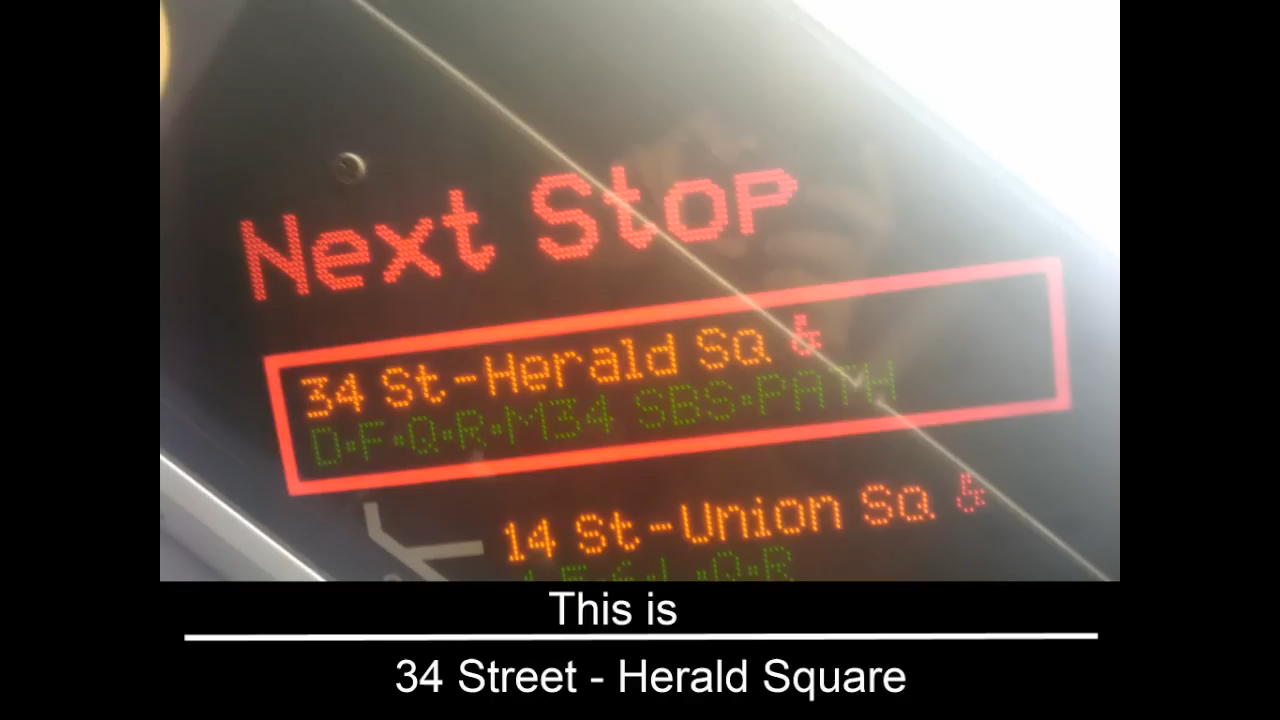 Next Stop
34 St-Herald Sq ♿
D•F•Q•R•M34 SBS•PATH
14 St-Union Sq ♿
L•Q•R
This is
34 Street - Herald Square